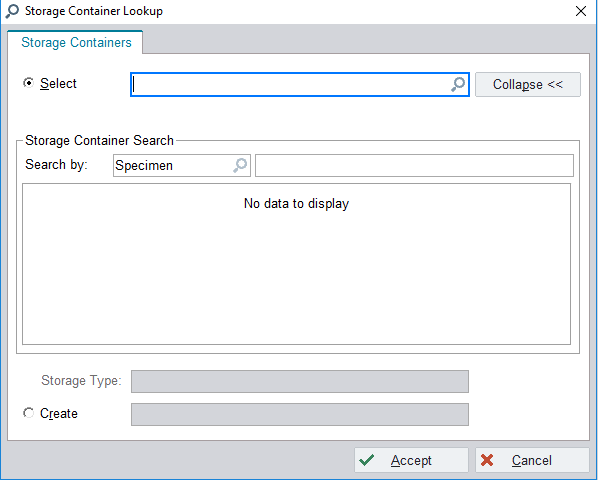 Storage Container Lookup
Storage Containers
Select
Collapse <<
Storage Container Search
Search by: Specimen
No data to display
Storage Type:
Create
Accept Cancel